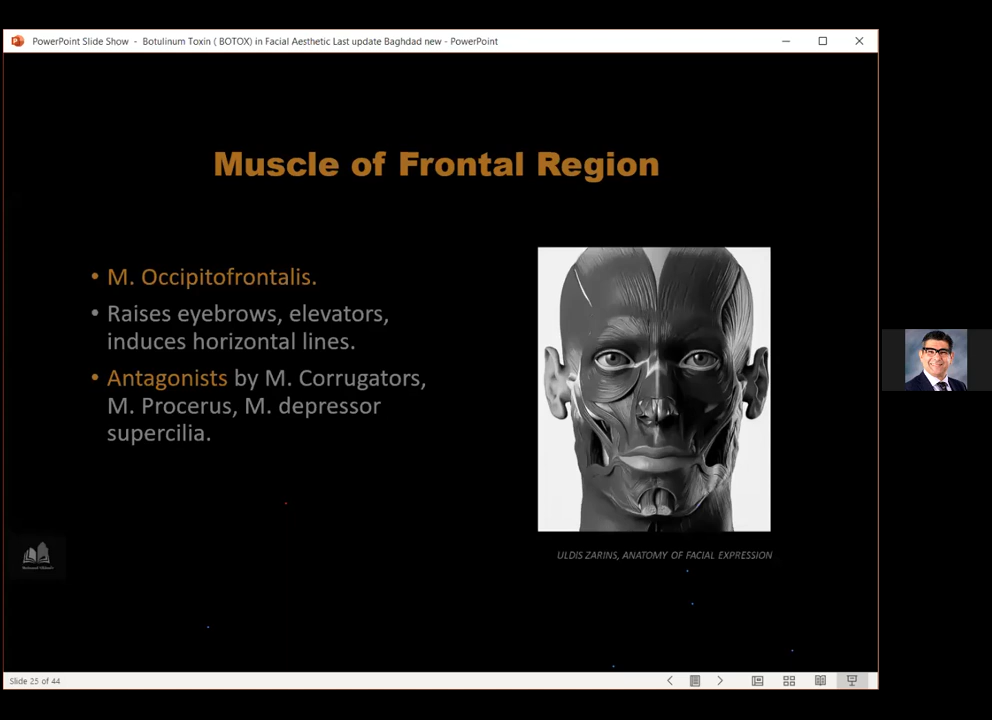 PowerPoint Slide Show - Botulinum Toxin ( BOTOX) in Facial Aesthetic Last update Baghdad new - PowerPoint
Muscle of Frontal Region
• M. Occipitofrontalis.
• Raises eyebrows, elevators,
induces horizontal lines.
• Antagonists by M. Corrugators,
M. Procerus, M. depressor
supercilia.
ULDIS ZARINS, ANATOMY OF FACIAL EXPRESSION
Slide 25 of 44